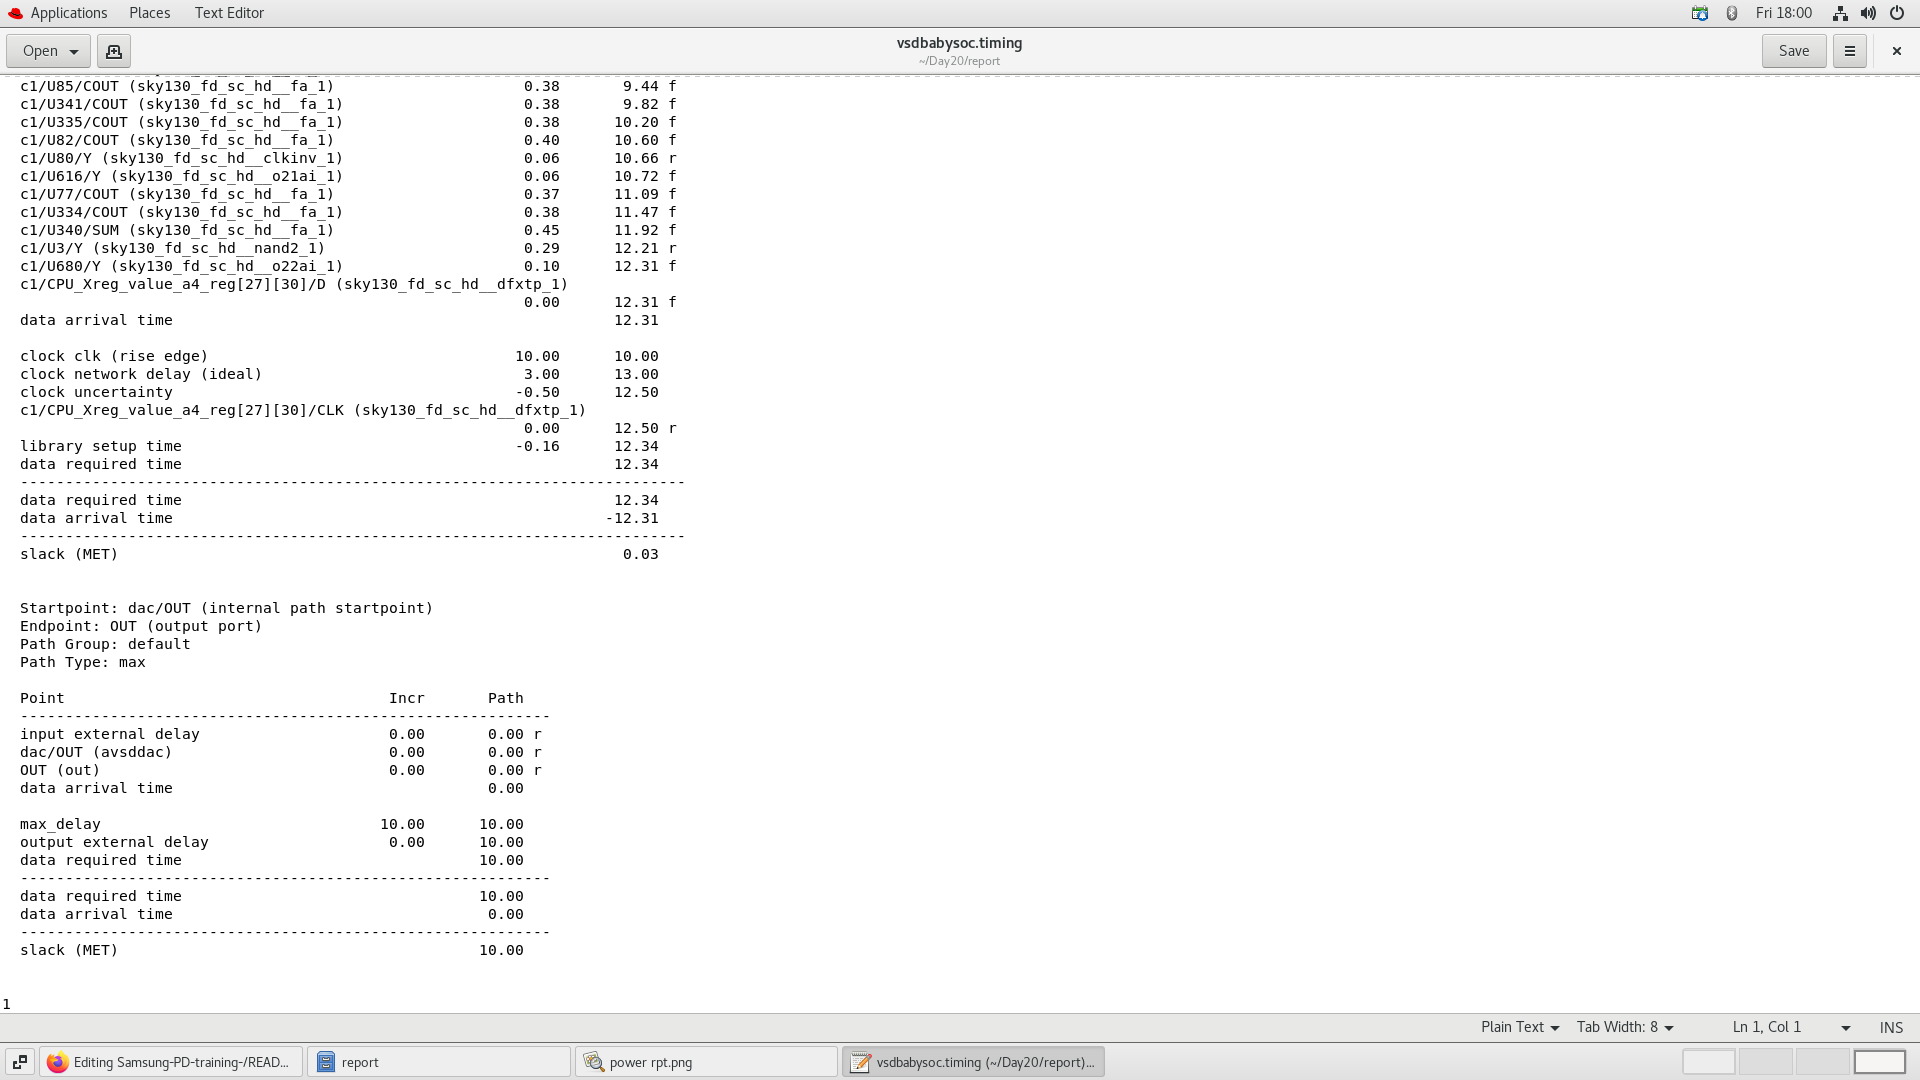 Applications Places Text Editor Fri 18:00
Open vsdbabysoc.timing Save
~/Day20/report
c1/U85/COUT (sky130_fd_sc_hd__fa_1) 0.38 9.44 f
c1/U341/COUT (sky130_fd_sc_hd__fa_1) 0.38 9.82 f
c1/U335/COUT (sky130_fd_sc_hd__fa_1) 0.38 10.20 f
c1/U82/COUT (sky130_fd_sc_hd__fa_1) 0.40 10.60 f
c1/U80/Y (sky130_fd_sc_hd__clkinv_1) 0.06 10.66 r
c1/U616/Y (sky130_fd_sc_hd__o21ai_1) 0.06 10.72 f
c1/U77/COUT (sky130_fd_sc_hd__fa_1) 0.37 11.09 f
c1/U334/COUT (sky130_fd_sc_hd__fa_1) 0.38 11.47 f
c1/U340/SUM (sky130_fd_sc_hd__fa_1) 0.45 11.92 f
c1/U3/Y (sky130_fd_sc_hd__nand2_1) 0.29 12.21 r
c1/U680/Y (sky130_fd_sc_hd__o22ai_1) 0.10 12.31 f
c1/CPU_Xreg_value_a4_reg[27][30]/D (sky130_fd_sc_hd__dfxtp_1)
0.00 12.31 f
data arrival time 12.31
clock clk (rise edge) 10.00 10.00
clock network delay (ideal) 3.00 13.00
clock uncertainty -0.50 12.50
c1/CPU_Xreg_value_a4_reg[27][30]/CLK (sky130_fd_sc_hd__dfxtp_1)
0.00 12.50 r
library setup time -0.16 12.34
data required time 12.34
--------------------------------------------------------------------------
data required time 12.34
data arrival time -12.31
--------------------------------------------------------------------------
slack (MET) 0.03
Startpoint: dac/OUT (internal path startpoint)
Endpoint: OUT (output port)
Path Group: default
Path Type: max
Point Incr Path
-----------------------------------------------------------
input external delay 0.00 0.00 r
dac/OUT (avsddac) 0.00 0.00 r
OUT (out) 0.00 0.00 r
data arrival time 0.00
max_delay 10.00 10.00
output external delay 0.00 10.00
data required time 10.00
-----------------------------------------------------------
data required time 10.00
data arrival time 0.00
-----------------------------------------------------------
slack (MET) 10.00
1
Plain Text Tab Width: 8 Ln 1, Col 1 INS
Editing Samsung-PD-training-/READ... report power rpt.png vsdbabysoc.timing (~/Day20/report)...